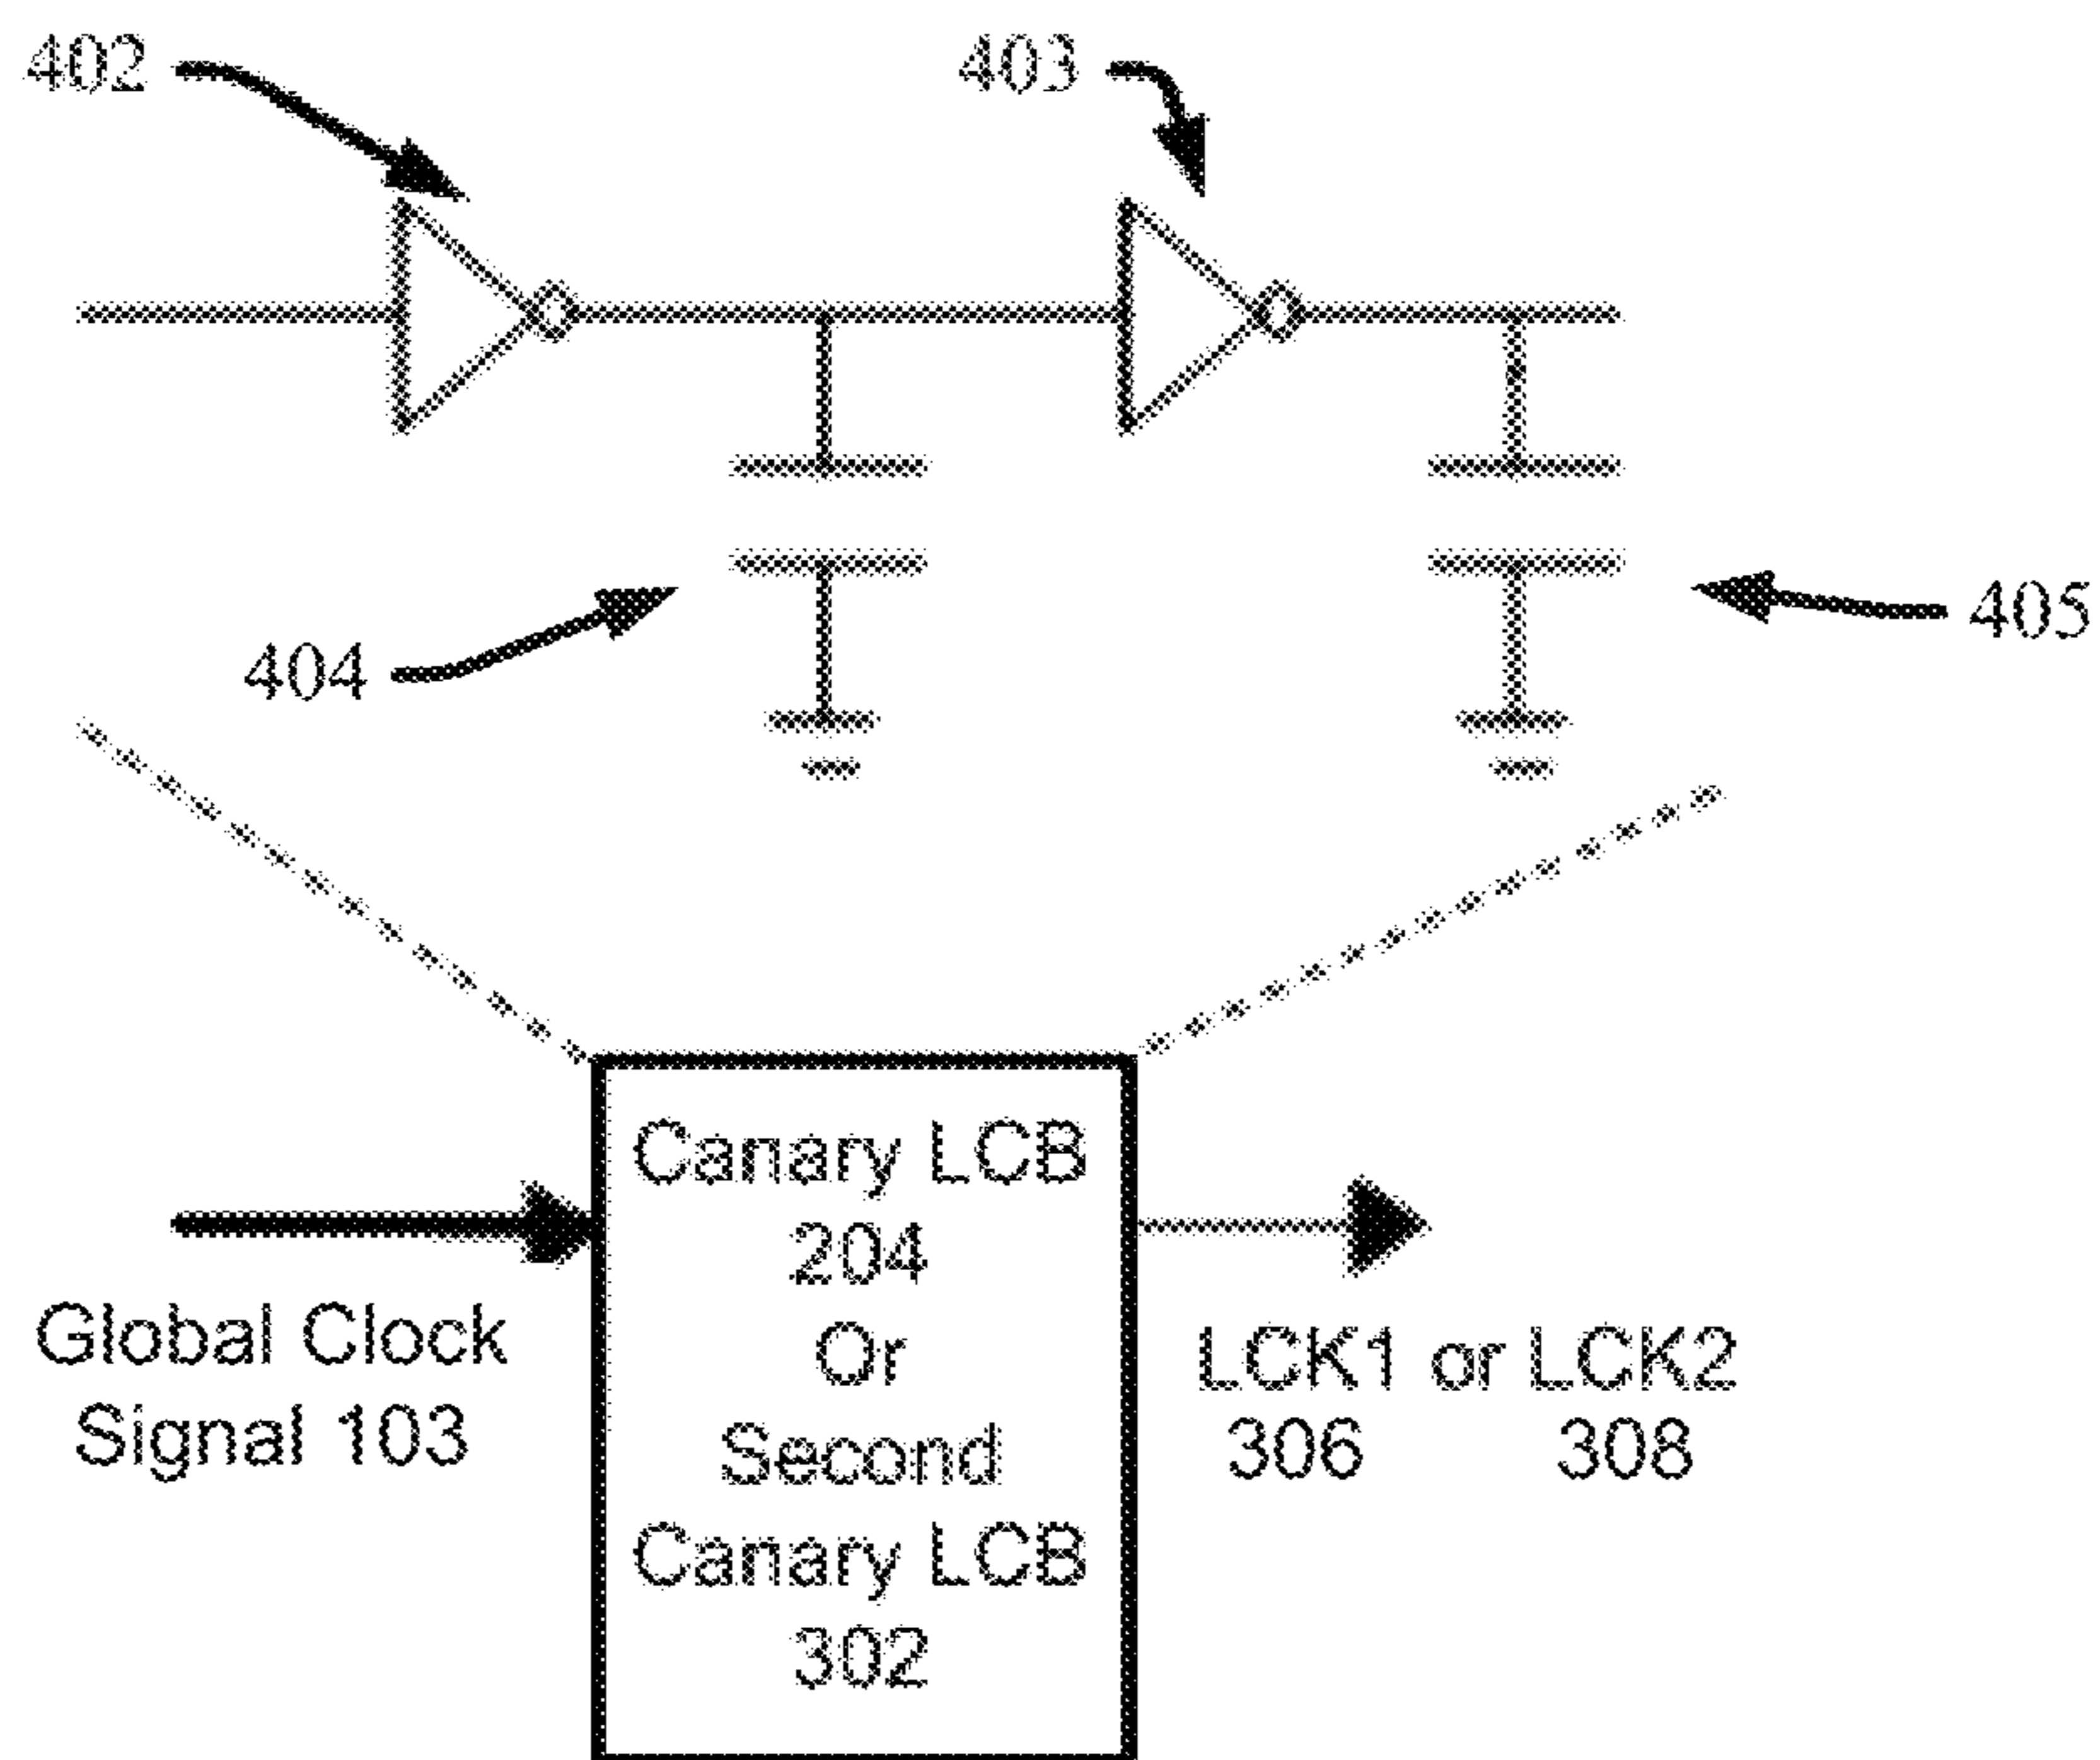 402
403
404
405
Canary LCB
204
Or
Second
Canary LCB
302
Global Clock
Signal 103
LCK1 or LCK2
306 308